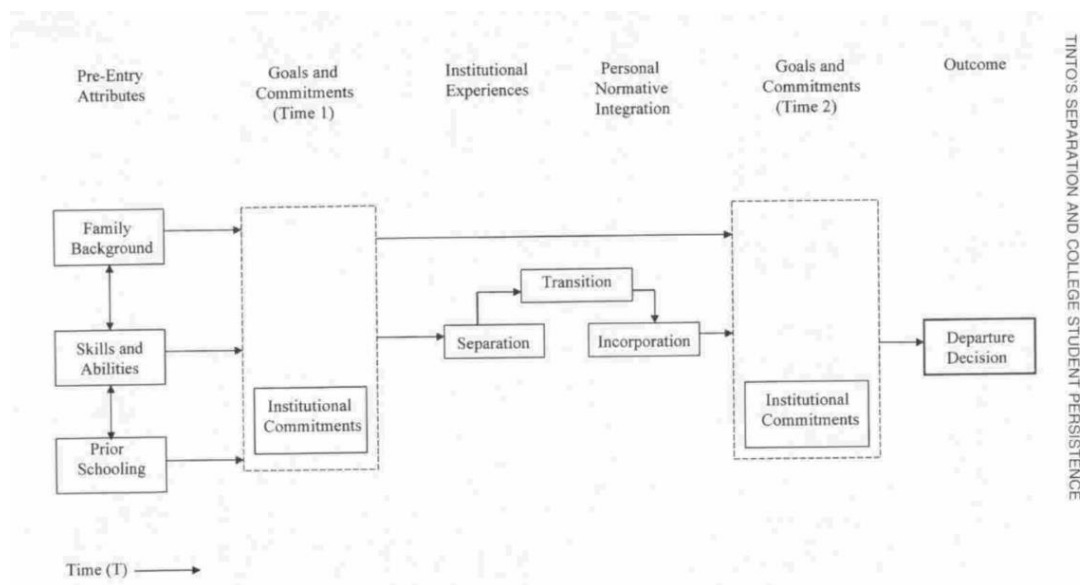 Pre-Entry
Attributes
Goals and
Commitments
(Time 1)
Institutional
Experiences
Personal
Normative
Integration
Goals and
Commitments
(Time 2)
Outcome
Family
Background
Skills and
Abilities
Prior
Schooling
Institutional
Commitments
Separation
Transition
Incorporation
Institutional
Commitments
Departure
Decision
Time (T)
TINTO'S SEPARATION AND COLLEGE STUDENT PERSISTENCE